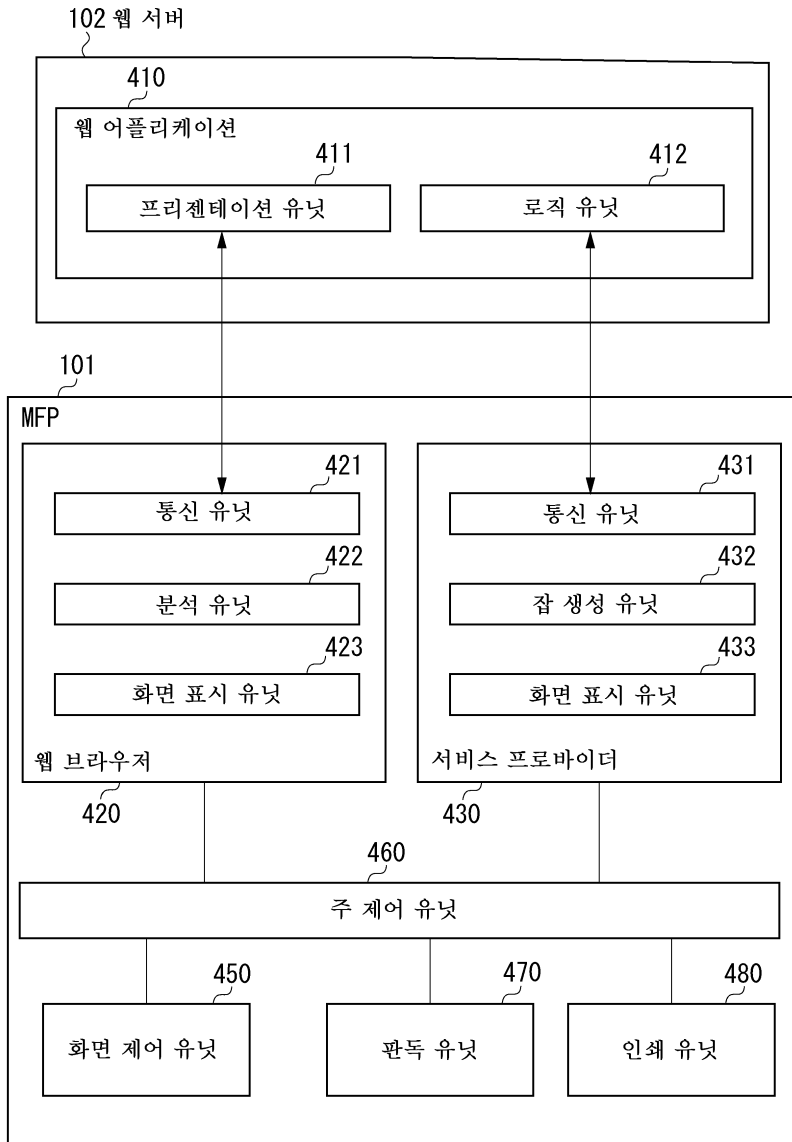 102 웹 서버
410
웹 어플리케이션
411
412
프리젠테이션 유닛
로직 유닛
101
MFP
421
431
통신 유닛
통신 유닛
422
432
분석 유닛
잡 생성 유닛
423
433
화면 표시 유닛
화면 표시 유닛
웹 브라우저
서비스 프로바이더
420
430
460
주 제어 유닛
450
470
480
화면 제어 유닛
판독 유닛
인쇄 유닛